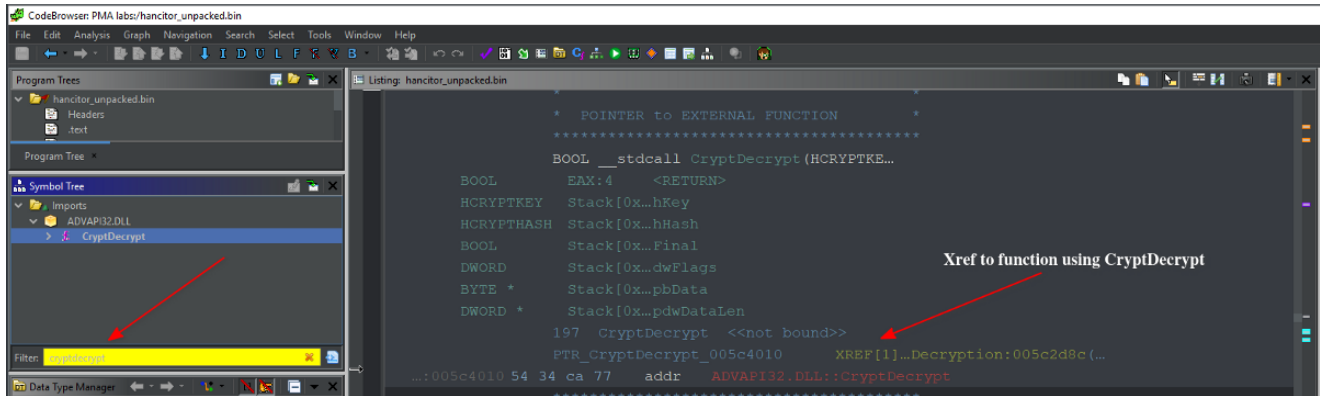 CodeBrowser: PMA labs:/hancitor_unpacked.bin
File Edit Analysis Graph Navigation Search Select Tools Window Help
I D U L F B
Program Trees
hancitor_unpacked.bin
Headers
.text
Program Tree ×
Symbol Tree
Imports
ADVAPI32.DLL
CryptDecrypt
Filter: cryptdecrypt
Data Type Manager
Listing: hancitor_unpacked.bin
* *
* POINTER to EXTERNAL FUNCTION *
****************************************
BOOL __stdcall CryptDecrypt(HCRYPTKE…
BOOL EAX:4 <RETURN>
HCRYPTKEY Stack[0x…hKey
HCRYPTHASH Stack[0x…hHash
BOOL Stack[0x…Final
DWORD Stack[0x…dwFlags
BYTE * Stack[0x…pbData
DWORD * Stack[0x…pdwDataLen
197 CryptDecrypt <<not bound>>
PTR_CryptDecrypt_005c4010 XREF[1]…Decryption:005c2d8c(…
…:005c4010 54 34 ca 77 addr ADVAPI32.DLL::CryptDecrypt
****************************************
Xref to function using CryptDecrypt